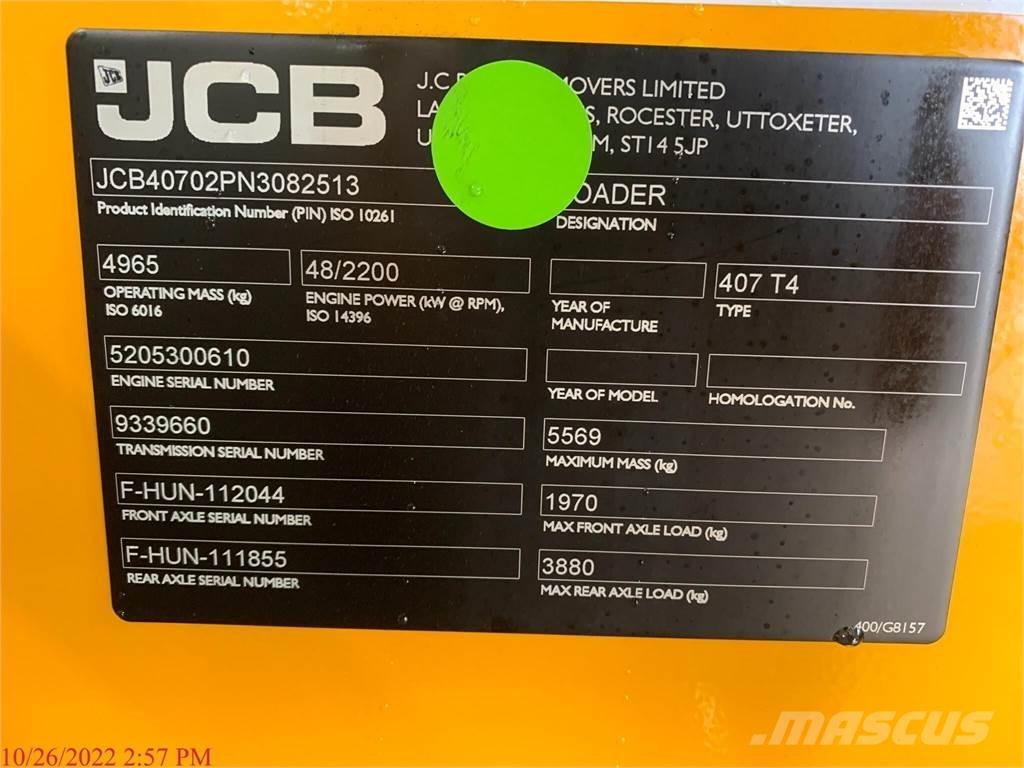 JCB
JCB
J.C.B MOVERS LIMITED
ROCESTER, UTTOXETER,
ST14 5JP
JCB40702PN3082513
OADER
Product Identification Number (PIN) ISO 10261
DESIGNATION
4965
48/2200
407 T4
OPERATING MASS (kg)
ISO 6016
ENGINE POWER (kW @ RPM),
ISO 14396
YEAR OF
MANUFACTURE
TYPE
5205300610
ENGINE SERIAL NUMBER
YEAR OF MODEL
HOMOLOGATION No.
9339660
TRANSMISSION SERIAL NUMBER
5569
MAXIMUM MASS (kg)
F-HUN-112044
FRONT AXLE SERIAL NUMBER
1970
MAX FRONT AXLE LOAD (kg)
F-HUN-111855
REAR AXLE SERIAL NUMBER
3880
MAX REAR AXLE LOAD (kg)
400/G8157
MASCUS
10/26/2022 2:57 PM